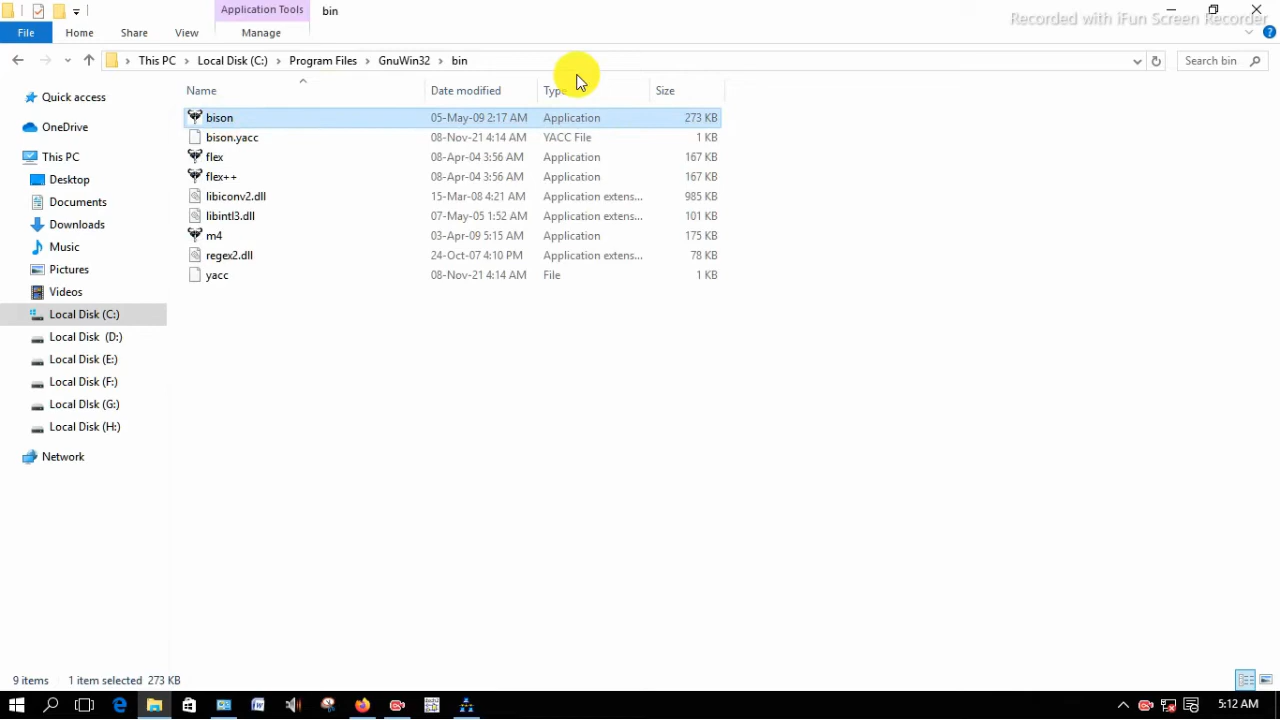 Application Tools bin
Recorded with iFun Screen Recorder
File Home Share View Manage
This PC Local Disk (C:) Program Files GnuWin32 bin Search bin
Name Date modified Type Size
Quick access
OneDrive
This PC
Desktop
Documents
Downloads
Music
Pictures
Videos
Local Disk (C:)
Local Disk (D:)
Local Disk (E:)
Local Disk (F:)
Local DIsk (G:)
Local Disk (H:)
Network
bison 05-May-09 2:17 AM Application 273 KB
bison.yacc 08-Nov-21 4:14 AM YACC File 1 KB
flex 08-Apr-04 3:56 AM Application 167 KB
flex++ 08-Apr-04 3:56 AM Application 167 KB
libiconv2.dll 15-Mar-08 4:21 AM Application extens... 985 KB
libintl3.dll 07-May-05 1:52 AM Application extens... 101 KB
m4 03-Apr-09 5:15 AM Application 175 KB
regex2.dll 24-Oct-07 4:10 PM Application extens... 78 KB
yacc 08-Nov-21 4:14 AM File 1 KB
9 items 1 item selected 273 KB
5:12 AM